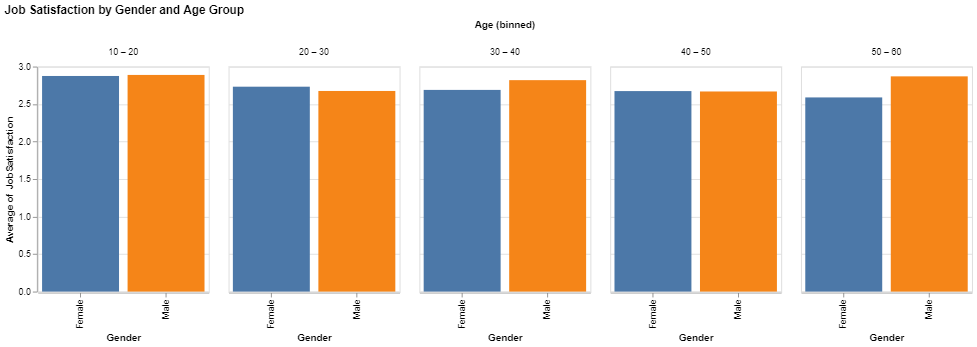 Job Satisfaction by Gender and Age Group
Age (binned)
10 – 20
20 – 30
30 – 40
40 – 50
50 – 60
Average of JobSatisfaction
3.0
2.5
2.0
1.5
1.0
0.5
0.0
Female
Male
Female
Male
Female
Male
Female
Male
Female
Male
Gender
Gender
Gender
Gender
Gender